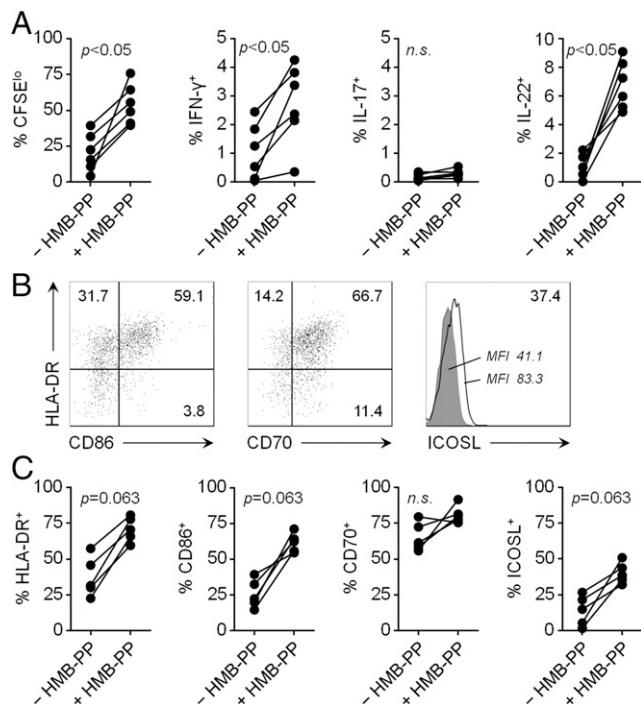 A
% CFSE^lo
100
75
50
25
0
p<0.05
− HMB-PP
+ HMB-PP
% IFN-γ⁺
5
4
3
2
1
0
p<0.05
− HMB-PP
+ HMB-PP
% IL-17⁺
5
4
3
2
1
0
n.s.
− HMB-PP
+ HMB-PP
% IL-22⁺
10
8
6
4
2
0
p<0.05
− HMB-PP
+ HMB-PP
B
HLA-DR
31.7
59.1
3.8
CD86
14.2
66.7
11.4
CD70
37.4
MFI 41.1
MFI 83.3
ICOSL
C
% HLA-DR⁺
100
75
50
25
0
p=0.063
− HMB-PP
+ HMB-PP
% CD86⁺
100
75
50
25
0
p=0.063
− HMB-PP
+ HMB-PP
% CD70⁺
100
75
50
25
0
n.s.
− HMB-PP
+ HMB-PP
% ICOSL⁺
100
75
50
25
0
p=0.063
− HMB-PP
+ HMB-PP